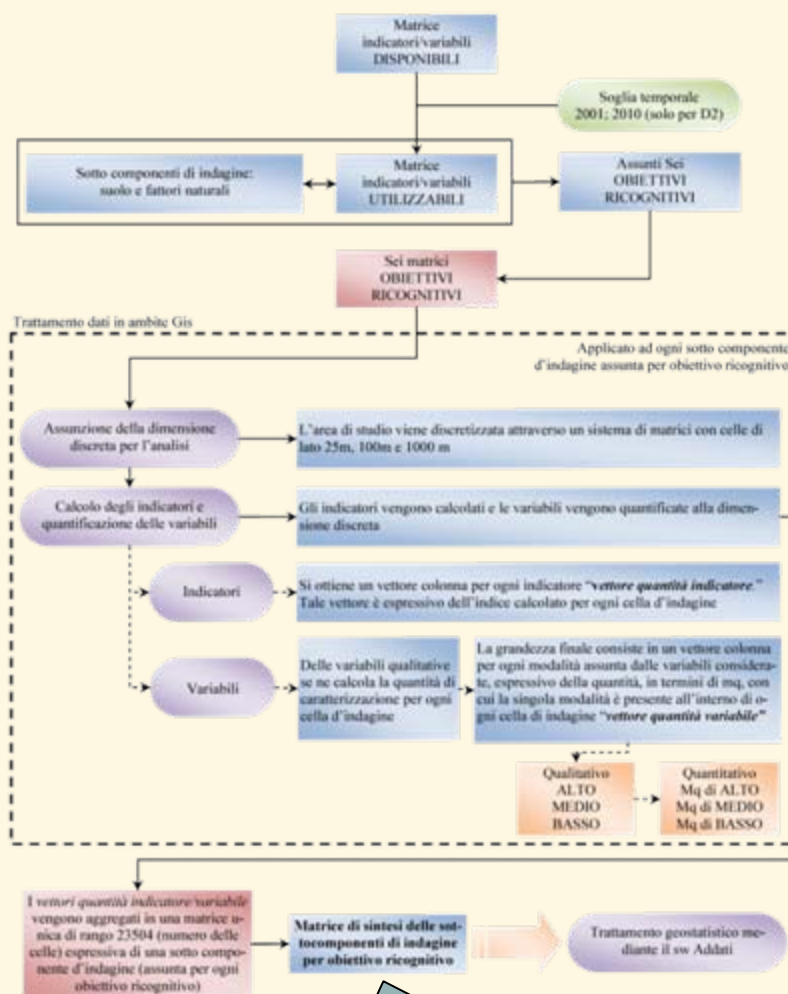 Matrice
indicatori/variabili
DISPONIBILI
Soglia temporale
2001; 2010 (solo per D2)
Sotto componenti di indagine:
suolo e fattori naturali
Matrice
indicatori/variabili
UTILIZZABILI
Assunti Sei
OBIETTIVI
RICOGNITIVI
Sei matrici
OBIETTIVI
RICOGNITIVI
Trattamento dati in ambite Gis
Applicato ad ogni sotto componente
d'indagine assunta per obiettivo ricognitivo
Assunzione della dimensione
discreta per l'analisi
L'area di studio viene discretizzata attraverso un sistema di matrici con celle di
lato 25m, 100m e 1000 m
Calcolo degli indicatori e
quantificazione delle variabili
Gli indicatori vengono calcolati e le variabili vengono quantificate alla dimen-
sione discreta
Indicatori
Si ottiene un vettore colonna per ogni indicatore "vettore quantità indicatore."
Tale vettore è espressivo dell'indice calcolato per ogni cella d'indagine
Variabili
Delle variabili qualitative
se ne calcola la quantità di
caratterizzazione per ogni
cella d'indagine
La grandezza finale consiste in un vettore colonna
per ogni modalità assunta dalle variabili considera-
te, espressivo della quantità, in termini di mq, con
cui la singola modalità è presente all'interno di o-
gni cella di indagine "vettore quantità variabile"
Qualitativo
ALTO
MEDIO
BASSO
Quantitativo
Mq di ALTO
Mq di MEDIO
Mq di BASSO
I vettori quantità indicatore/variabile
vengono aggregati in una matrice u-
nica di rango 23504 (numero delle
celle) espressiva di una sotto compo-
nente d'indagine (assunta per ogni
obiettivo ricognitivo)
Matrice di sintesi delle sot-
tocomponenti di indagine
per obiettivo ricognitivo
Trattamento geostatistico me-
diante il sw Addati